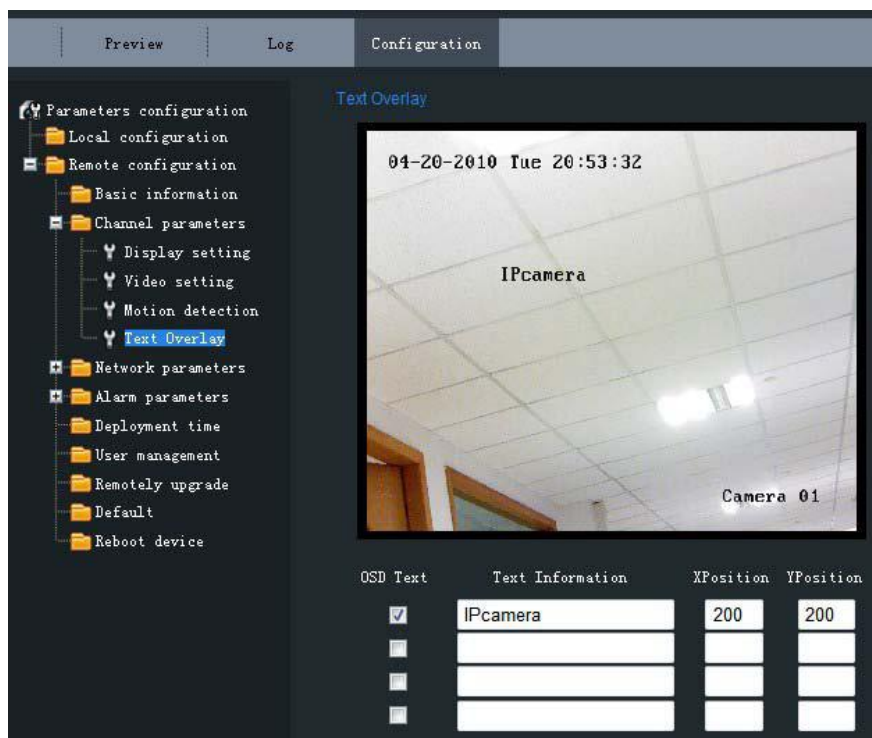 Preview Log Configuration
Parameters configuration
Local configuration
Remote configuration
Basic information
Channel parameters
Display setting
Video setting
Motion detection
Text Overlay
Network parameters
Alarm parameters
Deployment time
User management
Remotely upgrade
Default
Reboot device
Text Overlay
04-20-2010 Tue 20:53:32
IPcamera
Camera 01
OSD Text Text Information XPosition YPosition
IPcamera 200 200